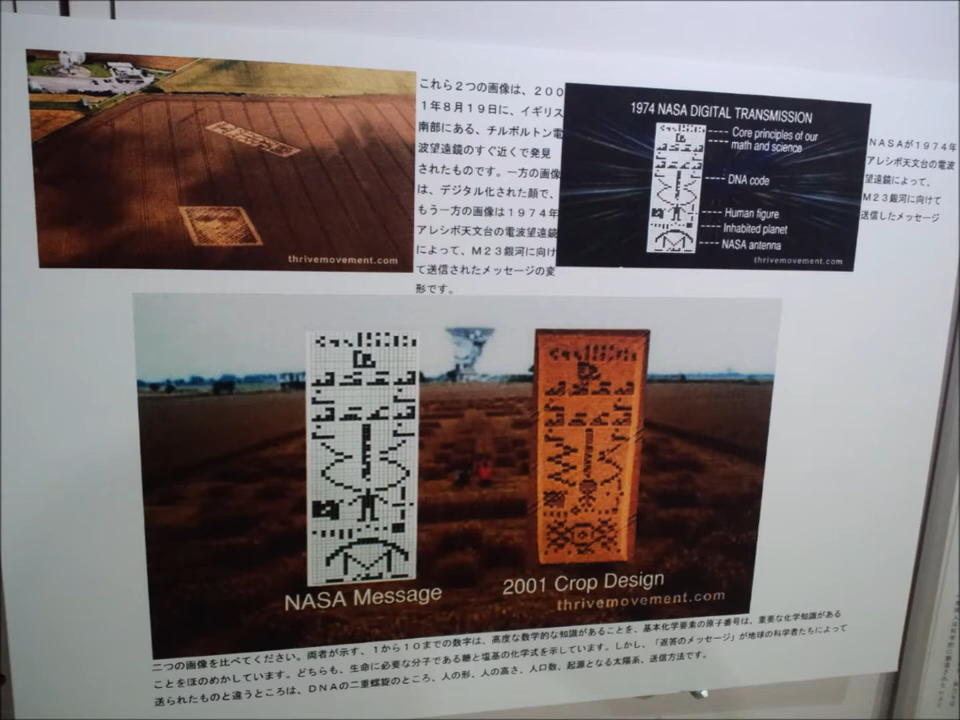 これら2つの画像は、200
1年8月19日に、イギリス
南部にある、チルボルトン電
波望遠鏡のすぐ近くで発見
されたものです。一方の画像
は、デジタル化された顔で、
もう一方の画像は1974年
アレシボ天文台の電波望遠鏡
によって、M23銀河に向け
て送信されたメッセージの変
形です。
thrivemovement.com
1974 NASA DIGITAL TRANSMISSION
Core principles of our
math and science
DNA code
Human figure
Inhabited planet
NASA antenna
thrivemovement.com
NASAが1974年
アレシボ天文台の電波
望遠鏡によって、
M23銀河に向けて
送信したメッセージ
NASA Message
2001 Crop Design
thrivemovement.com
二つの画像を比べてください。両者が示す、1から10までの数字は、高度な数学的な知識があることを、基本化学要素の原子番号は、重要な化学知識がある
ことをほのめかしています。どちらも、生命に必要な分子である糖と塩基の化学式を示しています。しかし、「返答のメッセージ」が地球の科学者たちによって
送られたものと違うところは、DNAの二重螺旋のところ、人の形、人の高さ、人口数、起源となる太陽系、送信方法です。